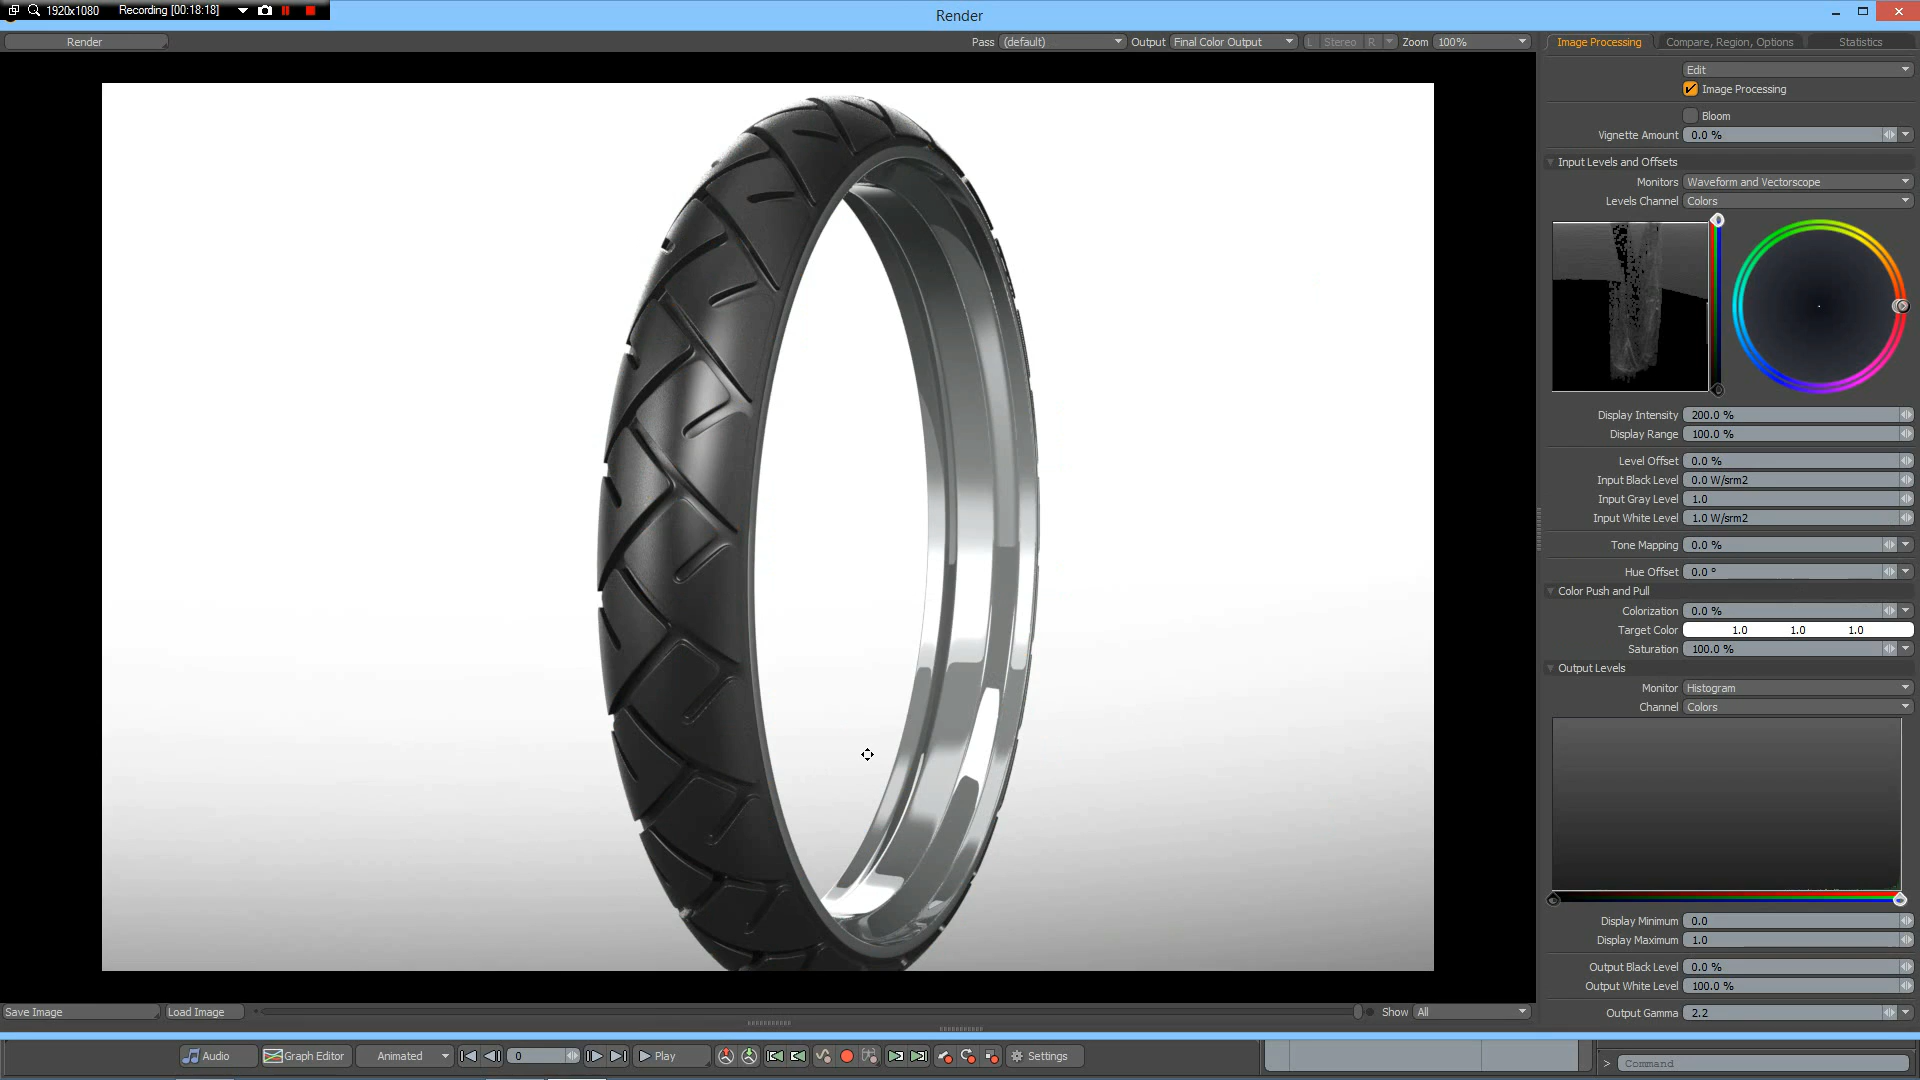 1920x1080 Recording [00:18:18]
Render
Render
Pass (default) Output Final Color Output L Stereo R Zoom 100%
Image Processing Compare, Region, Options Statistics
Edit
Image Processing
Bloom
Vignette Amount 0.0 %
Input Levels and Offsets
Monitors Waveform and Vectorscope
Levels Channel Colors
Display Intensity 200.0 %
Display Range 100.0 %
Level Offset 0.0 %
Input Black Level 0.0 W/srm2
Input Gray Level 1.0
Input White Level 1.0 W/srm2
Tone Mapping 0.0 %
Hue Offset 0.0 °
Color Push and Pull
Colorization 0.0 %
Target Color 1.0 1.0 1.0
Saturation 100.0 %
Output Levels
Monitor Histogram
Channel Colors
Display Minimum 0.0
Display Maximum 1.0
Output Black Level 0.0 %
Output White Level 100.0 %
Output Gamma 2.2
Save Image Load Image Show All
Audio Graph Editor Animated 0 Play Settings
> Command